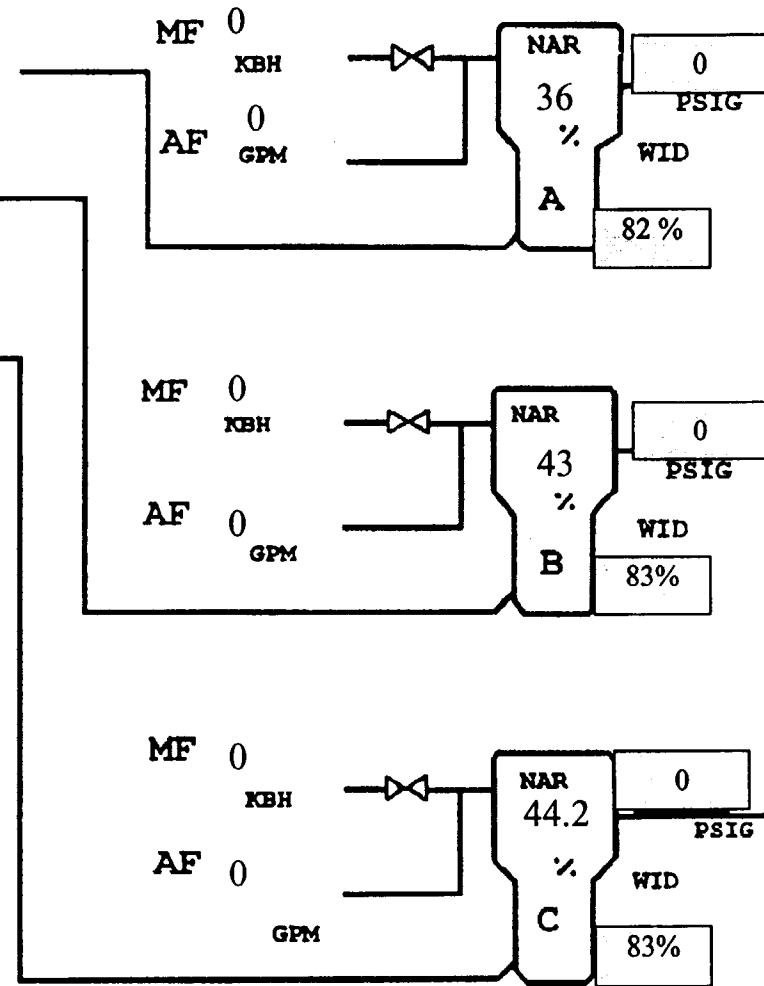 MF 0
KBH
AF 0
GPM
NAR
36
%
A
0
PSIG
WID
82 %
MF 0
KBH
AF 0
GPM
NAR
43
%
B
0
PSIG
WID
83%
MF 0
KBH
AF 0
GPM
NAR
44.2
%
C
0
PSIG
WID
83%